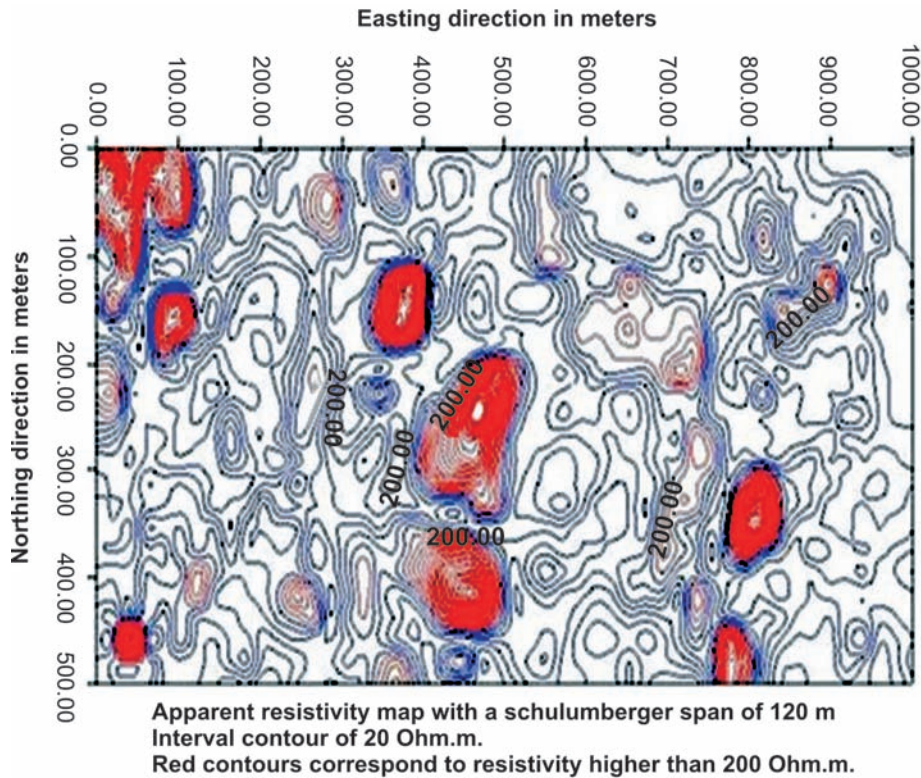 Easting direction in meters
0.00 100.00 200.00 300.00 400.00 500.00 600.00 700.00 800.00 900.00 1000.00
Northing direction in meters
0.00
100.00
200.00
300.00
400.00
500.00
200.00
200.00
200.00
200.00
200.00
200.00
Apparent resistivity map with a schulumberger span of 120 m
Interval contour of 20 Ohm.m.
Red contours correspond to resistivity higher than 200 Ohm.m.